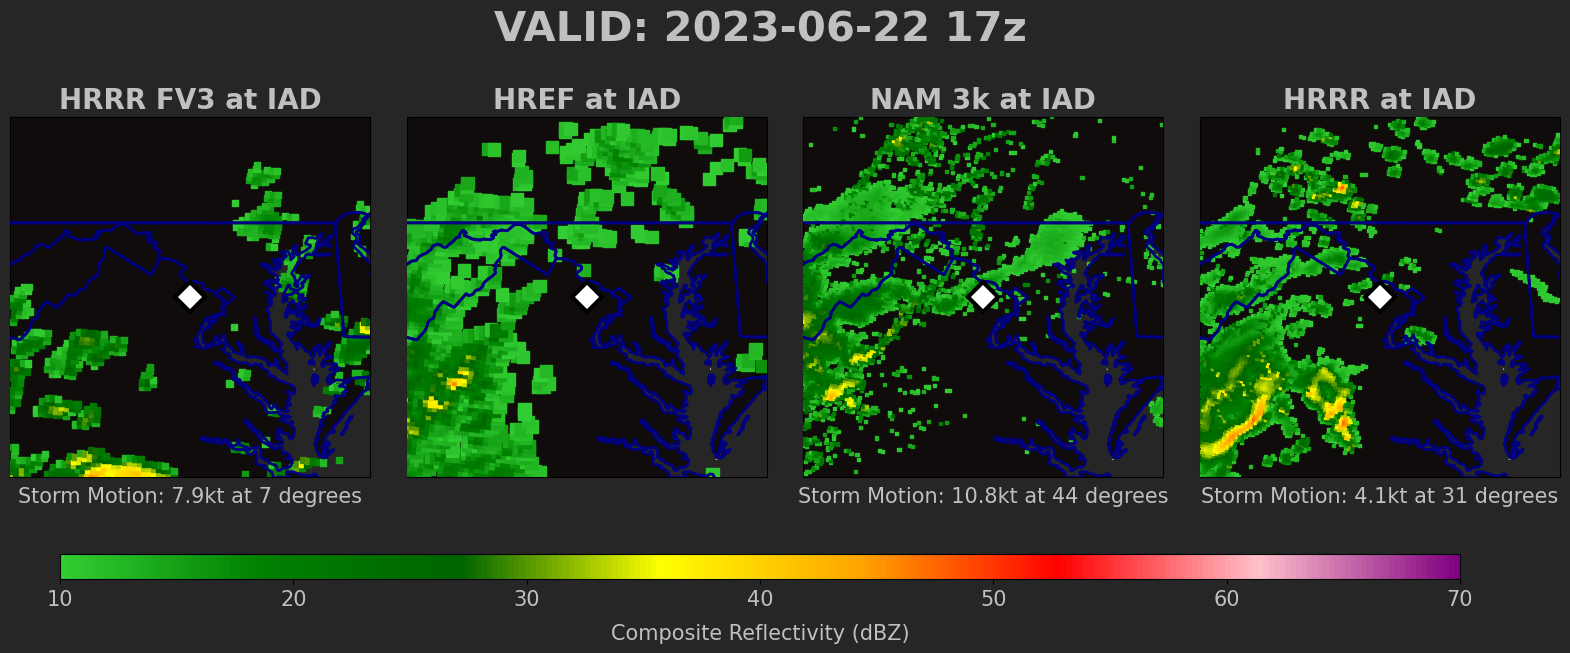 VALID: 2023-06-22 17z
HRRR FV3 at IAD
HREF at IAD
NAM 3k at IAD
HRRR at IAD
Storm Motion: 7.9kt at 7 degrees
Storm Motion: 10.8kt at 44 degrees
Storm Motion: 4.1kt at 31 degrees
10 20 30 40 50 60 70
Composite Reflectivity (dBZ)